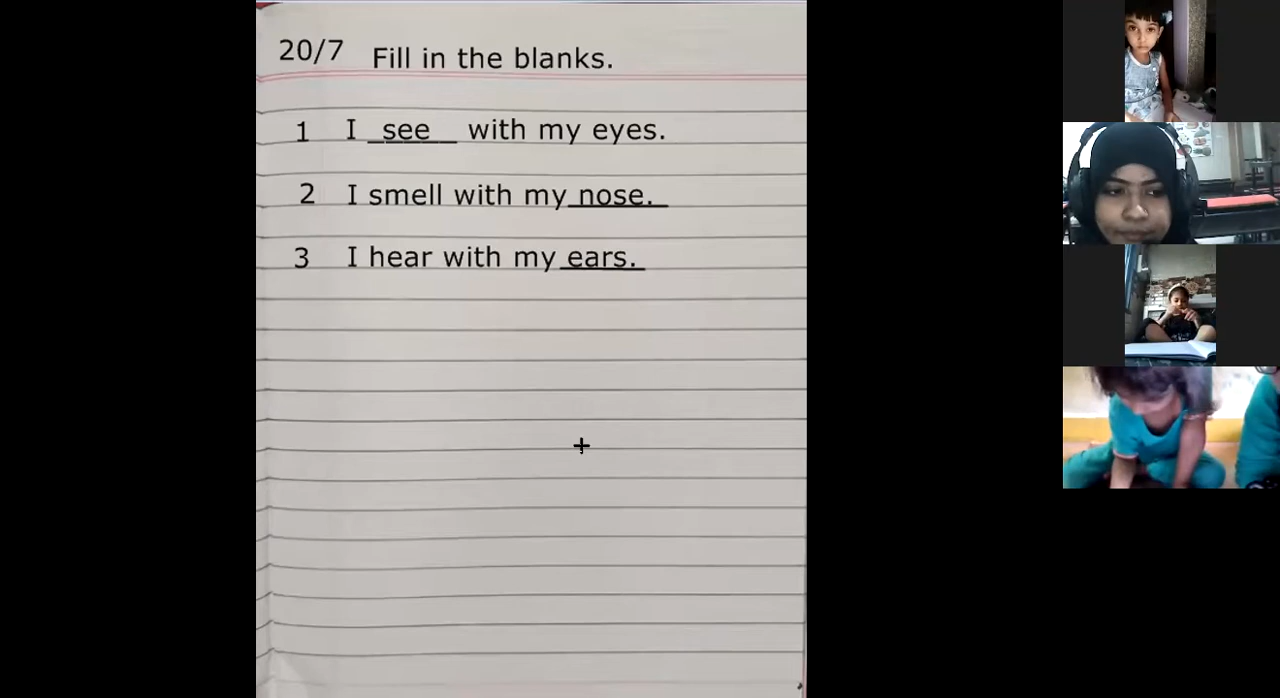 20/7 Fill in the blanks.
1 I see with my eyes.
2 I smell with my nose.
3 I hear with my ears.